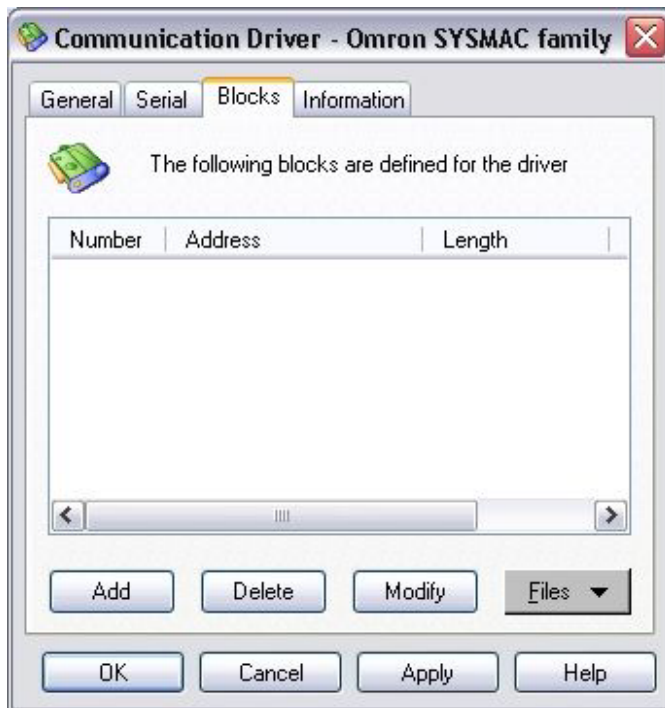 Communication Driver - Omron SYSMAC family
General Serial Blocks Information
The following blocks are defined for the driver
Number Address Length
Add Delete Modify Files
OK Cancel Apply Help